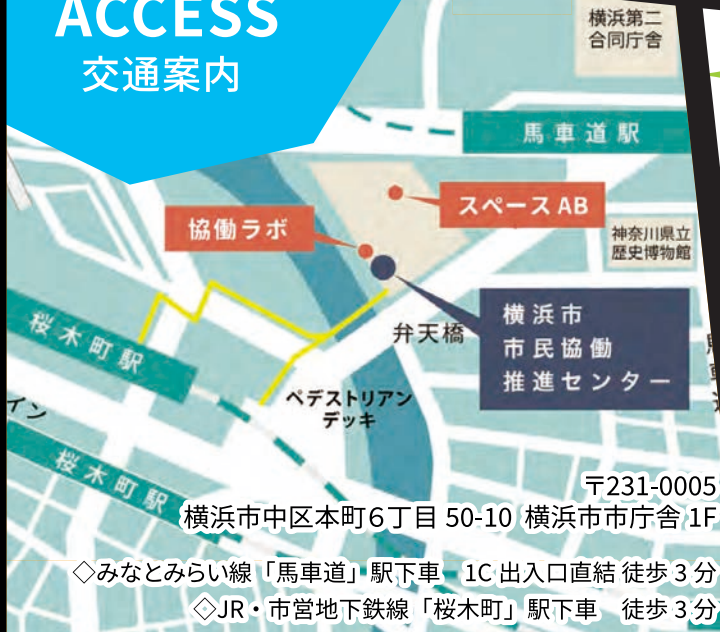 ACCESS
交通案内
横浜第二
合同庁舎
馬車道駅
スペースAB
協働ラボ
神奈川県立
歴史博物館
横浜市
市民協働
推進センター
弁天橋
桜木町駅
ペデストリアン
デッキ
イン
桜木町駅
〒231-0005
横浜市中区本町6丁目 50-10 横浜市市庁舎 1F
◇みなとみらい線「馬車道」駅下車　1C 出入口直結 徒歩3分
◇JR・市営地下鉄線「桜木町」駅下車　徒歩3分